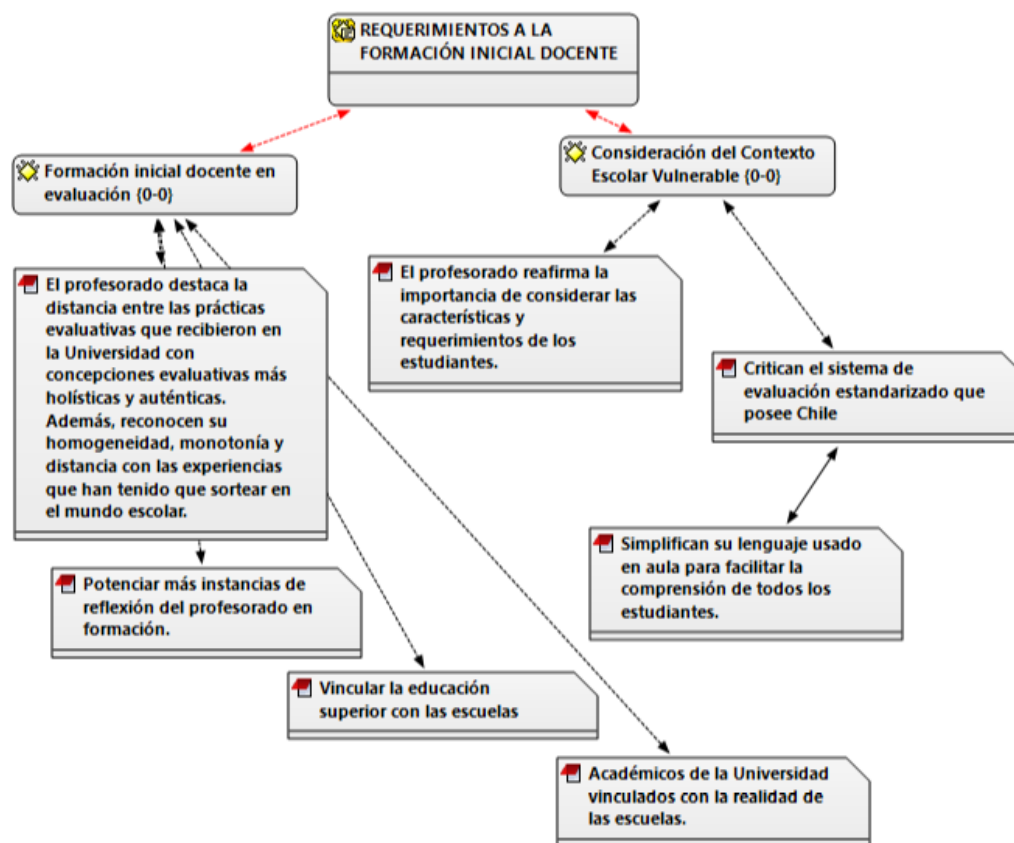 REQUERIMIENTOS A LA
FORMACIÓN INICIAL DOCENTE
Formación inicial docente en
evaluación {0-0}
Consideración del Contexto
Escolar Vulnerable {0-0}
El profesorado destaca la
distancia entre las prácticas
evaluativas que recibieron en
la Universidad con
concepciones evaluativas más
holísticas y auténticas.
Además, reconocen su
homogeneidad, monotonía y
distancia con las experiencias
que han tenido que sortear en
el mundo escolar.
El profesorado reafirma la
importancia de considerar las
características y
requerimientos de los
estudiantes.
Critican el sistema de
evaluación estandarizado que
posee Chile
Simplifican su lenguaje usado
en aula para facilitar la
comprensión de todos los
estudiantes.
Potenciar más instancias de
reflexión del profesorado en
formación.
Vincular la educación
superior con las escuelas
Académicos de la Universidad
vinculados con la realidad de
las escuelas.